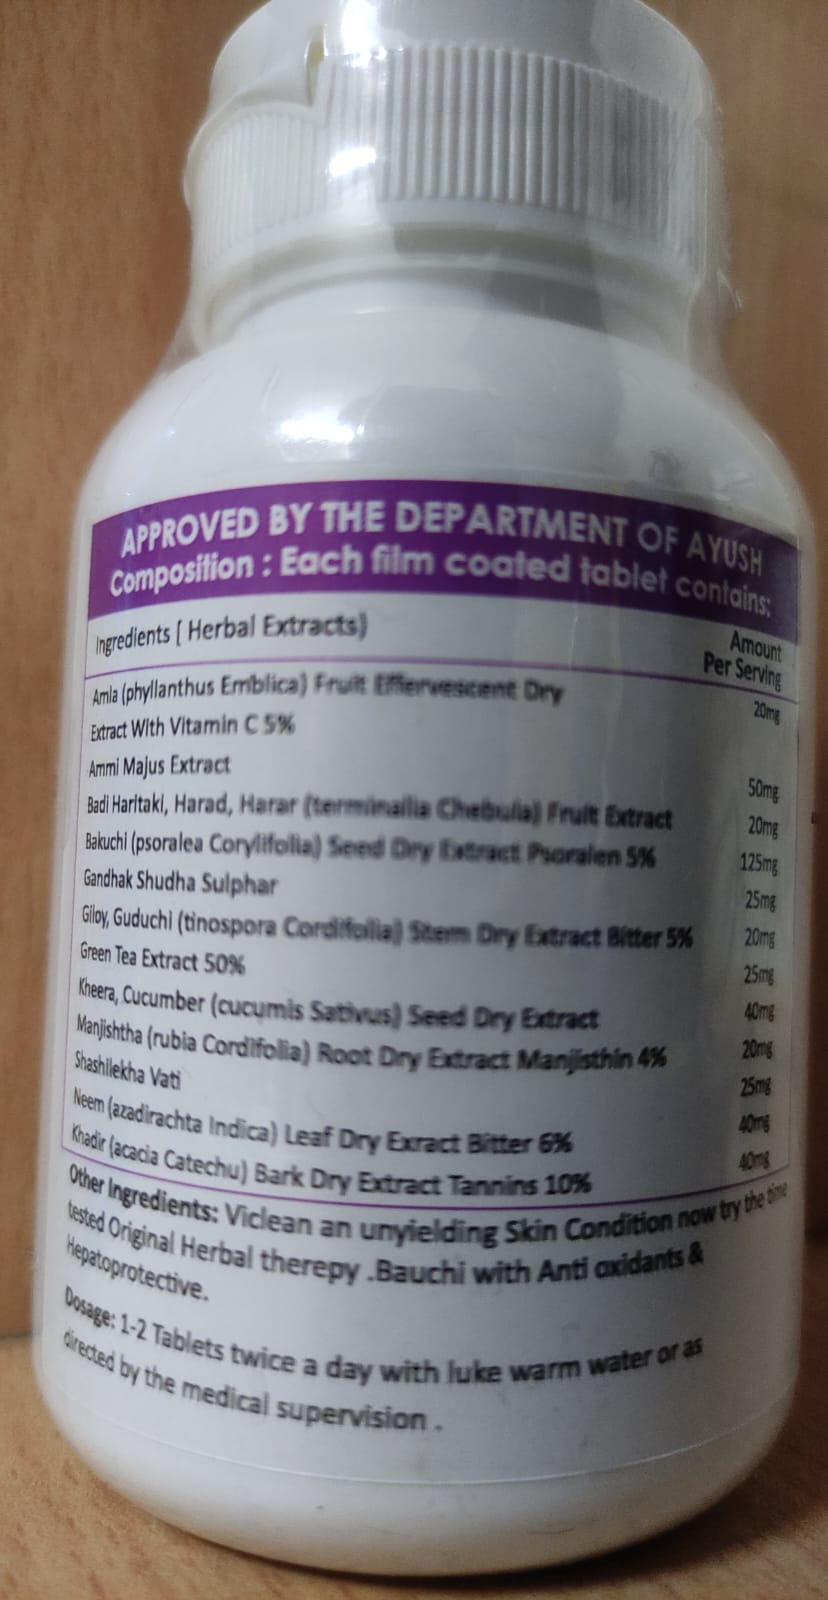 APPROVED BY THE DEPARTMENT OF AYUSH
Composition : Each film coated tablet contains:
Ingredients [ Herbal Extracts)
Amount
Per Serving
Amla (phyllanthus Emblica) Fruit Effervescent Dry
20mg
Extract With Vitamin C 5%
Ammi Majus Extract
50mg
Badi Haritaki, Harad, Harar (terminailia Chebula) Fruit Extract
20mg
Bakuchi (psoralea Corylifolia) Seed Dry Extract Psoralen 5%
125mg
Gandhak Shudha Sulphar
25mg
Giloy, Guduchi (tinospora Cordifoilia) Stem Dry Extract Bitter 5%
20mg
Green Tea Extract 50%
25mg
Kheera, Cucumber (cucumis Sativus) Seed Dry Extract
40mg
Manjishtha (rubia Cordifolia) Root Dry Extract Manjisthin 4%
20mg
Shashilekha Vati
25mg
Neem (azadirachta Indica) Leaf Dry Exract Bitter 6%
40mg
Khadir (acacia Catechu) Bark Dry Extract Tannins 10%
40mg
Other Ingredients: Viclean an unyielding Skin Condition now try the time
tested Original Herbal therepy .Bauchi with Anti oxidants &
Hepatoprotective.
Dosage: 1-2 Tablets twice a day with luke warm water or as
directed by the medical supervision .